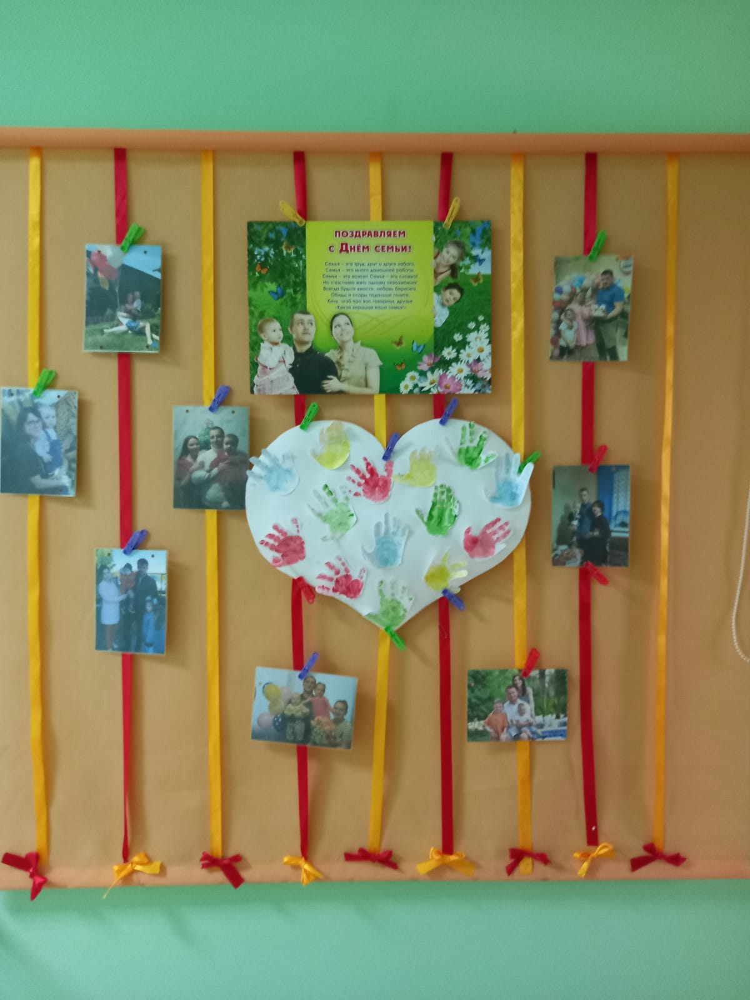 ПОЗДРАВЛЯЕМ
С ДНЁМ СЕМЬИ!
Семья – это труд, друг о друге забота,
Семья – это много домашней работы.
Семья – это важно! Семья – это сложно!
Но счастливо жить одному невозможно!
Всегда будьте вместе, любовь берегите,
Обиды и ссоры подальше гоните,
Хочу, чтоб про вас говорили, друзья:
«Какая хорошая ваша семья!»